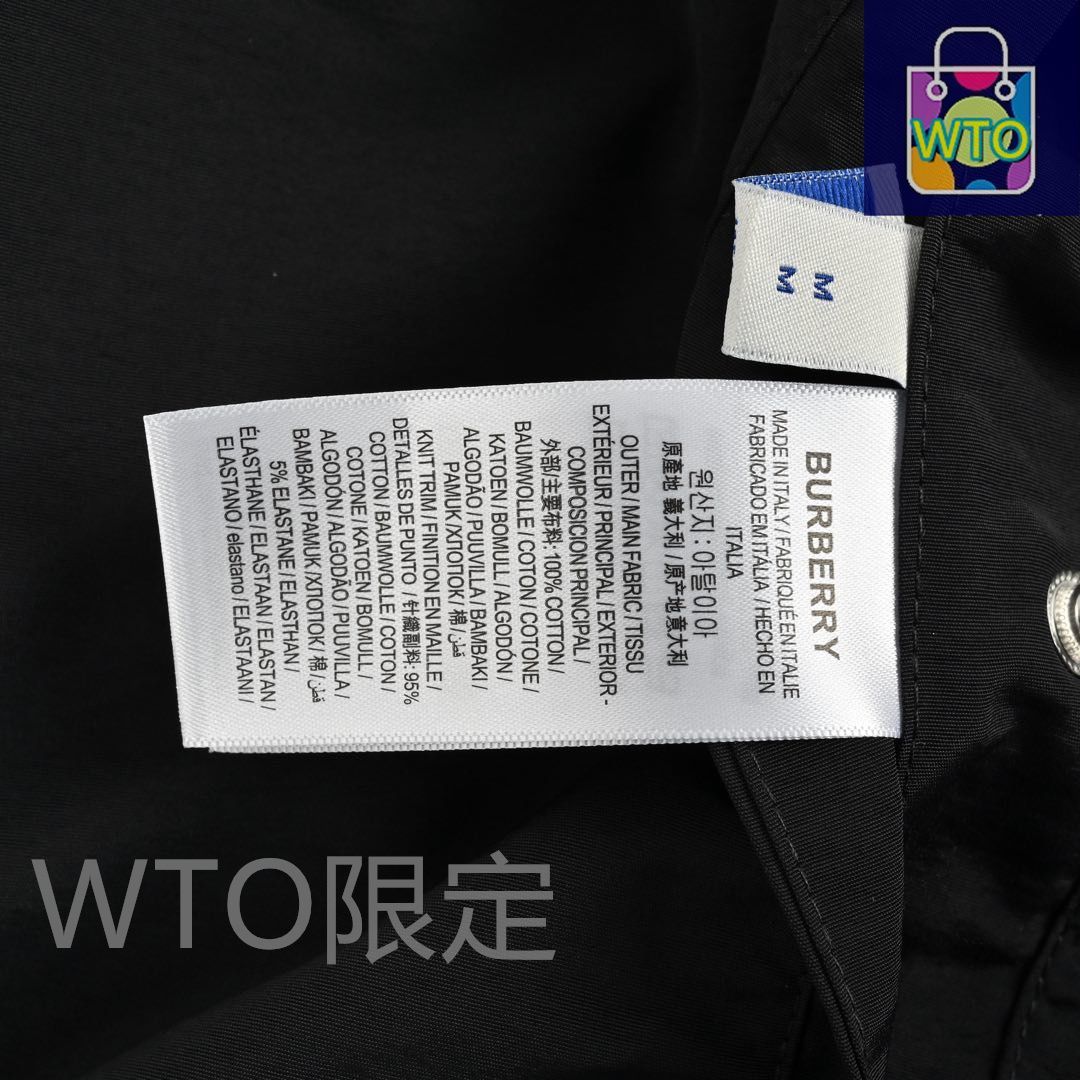 WTO
M
M
BURBERRY
MADE IN ITALY / FABRIQUÉ EN ITALIE
FABRICADO EM ITÁLIA / HECHO EN
ITALIA
원산지 : 이탈이아
原產地 義大利 / 原产地意大利
OUTER MAIN FABRIC / TISSU
EXTÉRIEUR / PRINCIPAL / EXTERIOR-
COMPOSICION PRINCIPAL /
外部/主要布料: 100% COTTON /
BAUMWOLLE / COTON / COTONE /
KATOEN / BOMULL / ALGODÓN /
ALGODÃO / PUUVILLA / BAMBAKI /
PAMUK /ХЛОПОК / 棉 / قطن
KNIT TRIM / FINITION EN MAILLE /
DETALLES DE PUNTO / 針織副料: 95%
COTTON / BAUMWOLLE / COTON /
COTONE / KATOEN / BOMULL /
ALGODÓN / ALGODÃO / PUUVILLA /
BAMBAKI / PAMUK /ХЛОПОК/ 棉 / قطن
5% ELASTANE / ELASTHAN /
ÉLASTHANE / ELASTAAN / ELASTAN /
ELASTANO / elastano / ELASTAANI /
WTO限定